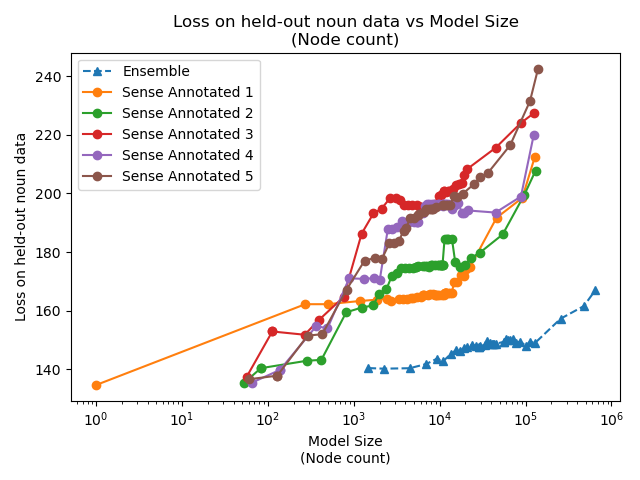 Loss on held-out noun data vs Model Size
(Node count)
Ensemble
Sense Annotated 1
Sense Annotated 2
Sense Annotated 3
Sense Annotated 4
Sense Annotated 5
Loss on held-out noun data
240
220
200
180
160
140
10⁰ 10¹ 10² 10³ 10⁴ 10⁵ 10⁶
Model Size
(Node count)